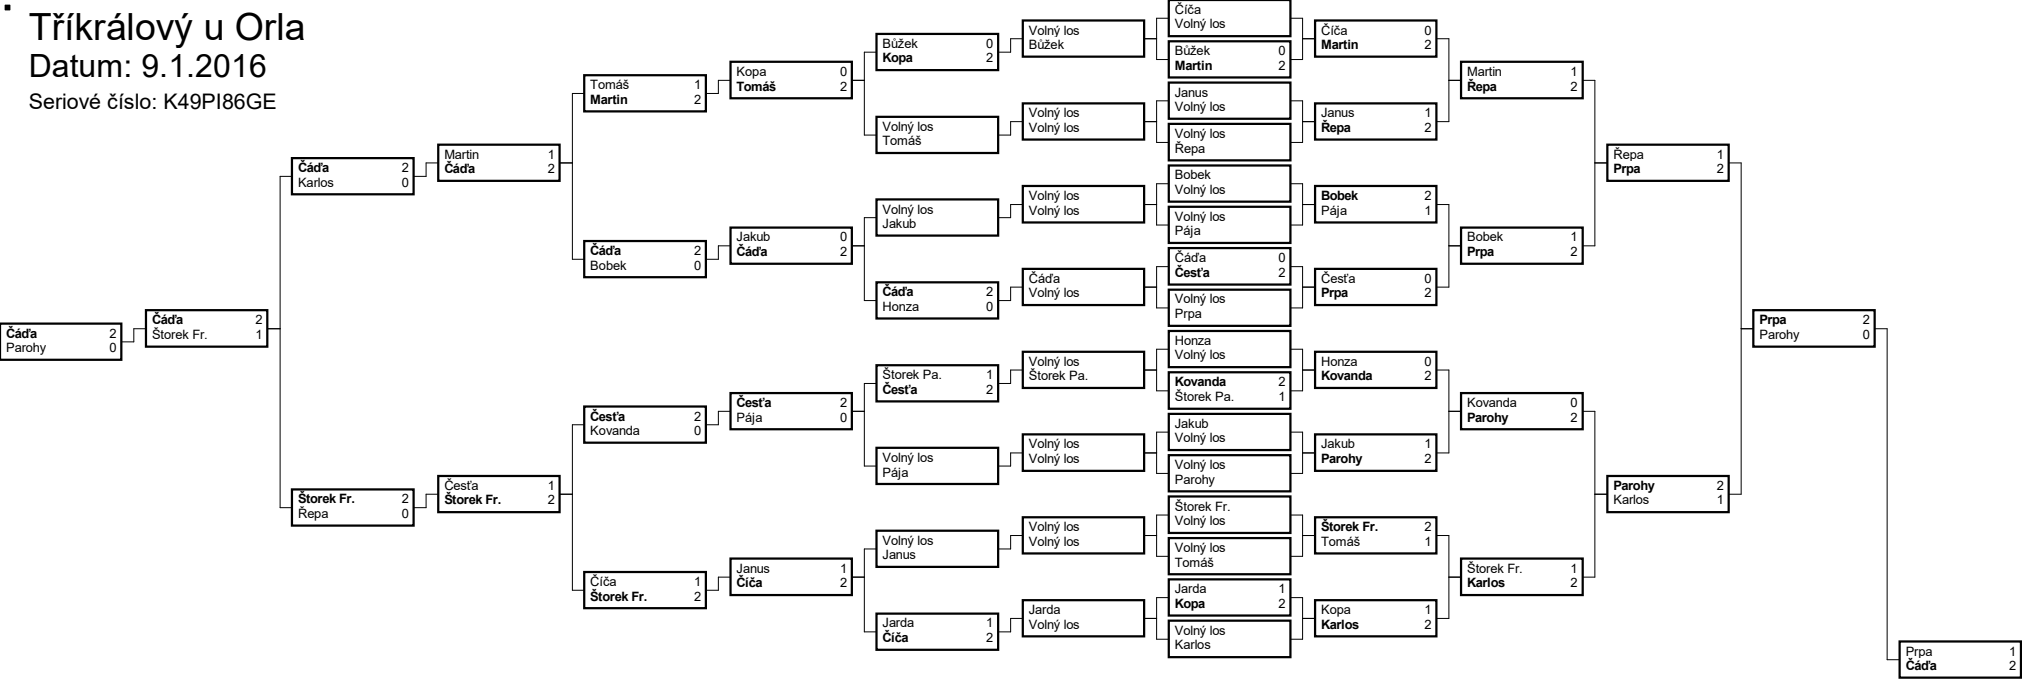 Tříkrálový u Orla
Datum: 9.1.2016
Seriové číslo: K49PI86GE
Čáďa 2
Parohy 0
Čáďa 2
Štorek Fr. 1
Čáďa 2
Karlos 0
Štorek Fr. 2
Řepa 0
Martin 1
Čáďa 2
Česťa 1
Štorek Fr. 2
Tomáš 1
Martin 2
Čáďa 2
Bobek 0
Česťa 2
Kovanda 0
Číča 1
Štorek Fr. 2
Kopa 0
Tomáš 2
Jakub 0
Čáďa 2
Česťa 2
Pája 0
Janus 1
Číča 2
Bůžek 0
Kopa 2
Volný los
Tomáš
Volný los
Jakub
Čáďa 2
Honza 0
Štorek Pa. 1
Česťa 2
Volný los
Pája
Volný los
Janus
Jarda 1
Číča 2
Volný los
Bůžek
Volný los
Volný los
Volný los
Volný los
Čáďa
Volný los
Volný los
Štorek Pa.
Volný los
Volný los
Volný los
Volný los
Jarda
Volný los
Číča
Volný los
Bůžek 0
Martin 2
Janus
Volný los
Volný los
Řepa
Bobek
Volný los
Volný los
Pája
Čáďa 0
Česťa 2
Volný los
Prpa
Honza
Volný los
Kovanda 2
Štorek Pa. 1
Jakub
Volný los
Volný los
Parohy
Štorek Fr.
Volný los
Volný los
Tomáš
Jarda 1
Kopa 2
Volný los
Karlos
Číča 0
Martin 2
Janus 1
Řepa 2
Bobek 2
Pája 1
Česťa 0
Prpa 2
Honza 0
Kovanda 2
Jakub 1
Parohy 2
Štorek Fr. 2
Tomáš 1
Kopa 1
Karlos 2
Martin 1
Řepa 2
Bobek 1
Prpa 2
Kovanda 0
Parohy 2
Štorek Fr. 1
Karlos 2
Řepa 1
Prpa 2
Parohy 2
Karlos 1
Prpa 2
Parohy 0
Prpa 1
Čáďa 2